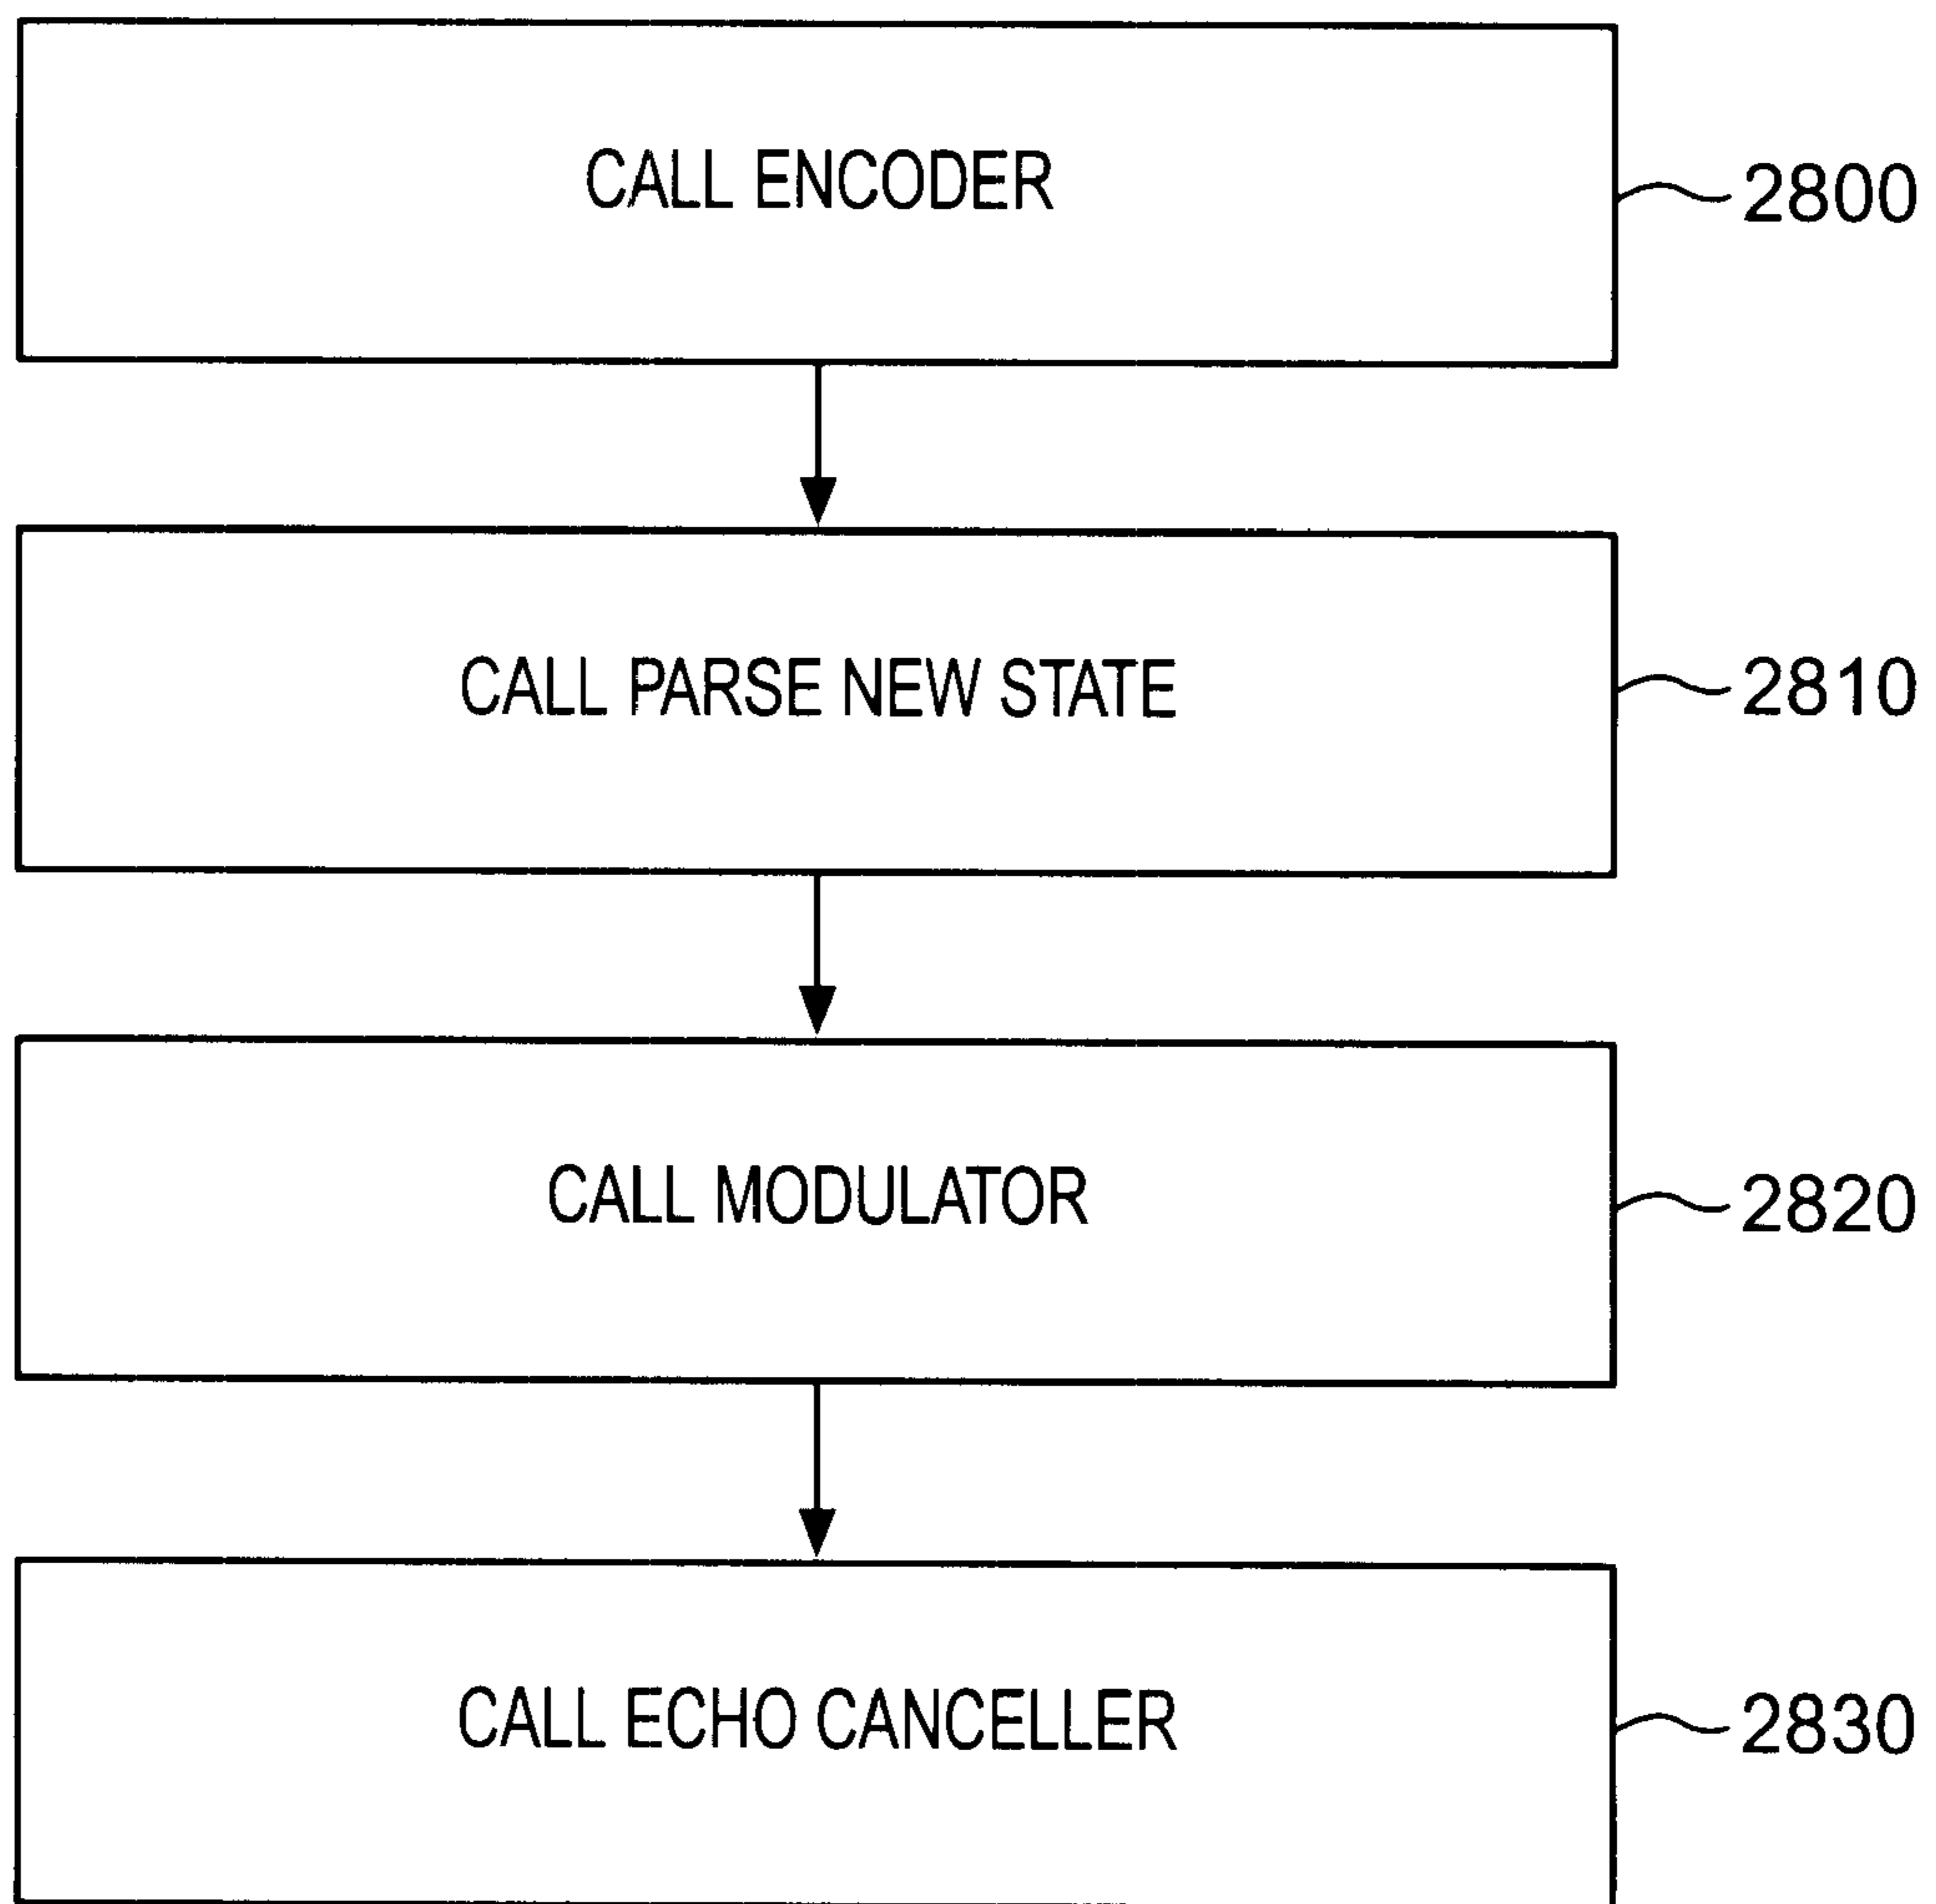 CALL ENCODER
2800
CALL PARSE NEW STATE
2810
CALL MODULATOR
2820
CALL ECHO CANCELLER
2830